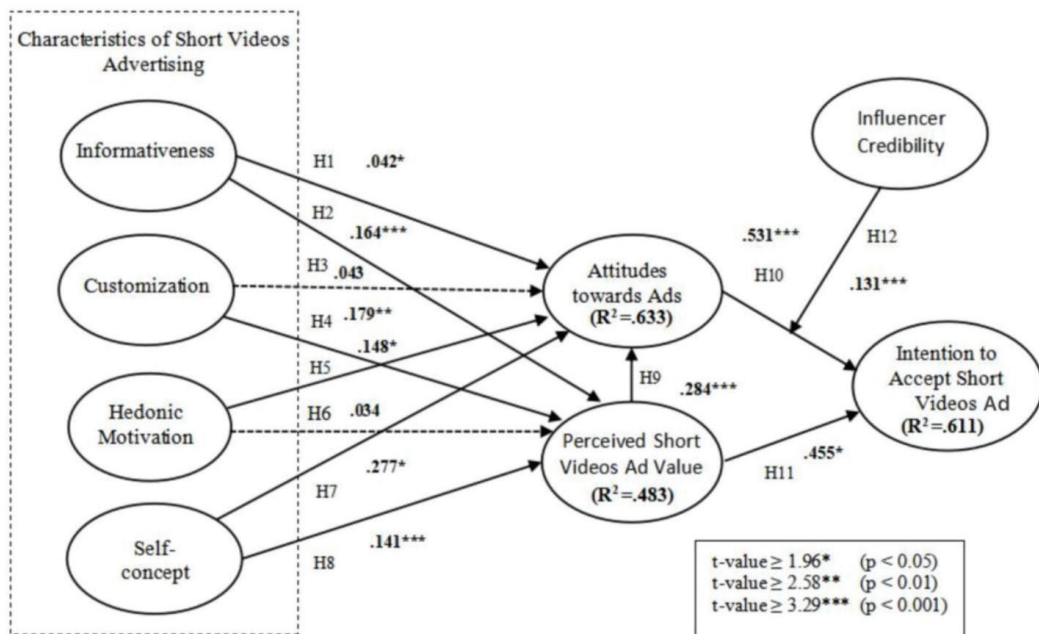 Characteristics of Short Videos
Advertising
Informativeness
Customization
Hedonic
Motivation
Self-
concept
H1 .042*
H2
.164***
H3
.043
H4 .179**
.148*
H5
H6 .034
.277*
H7
.141***
H8
Attitudes
towards Ads
(R²=.633)
H9
.284***
Perceived Short
Videos Ad Value
(R²=.483)
Influencer
Credibility
.531***
H12
H10
.131***
Intention to
Accept Short
Videos Ad
(R²=.611)
.455*
H11
t-value ≥ 1.96* (p < 0.05)
t-value ≥ 2.58** (p < 0.01)
t-value ≥ 3.29*** (p < 0.001)